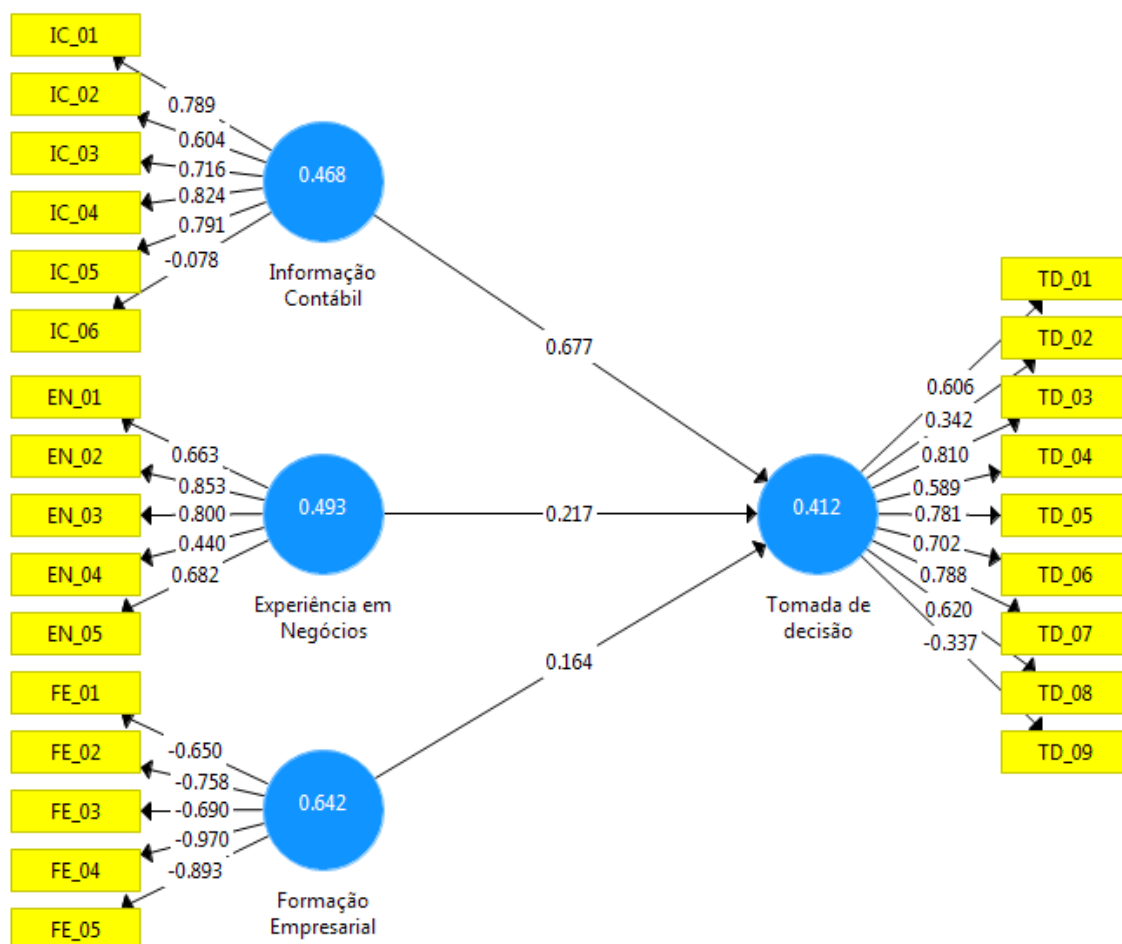 IC_01
IC_02
IC_03
IC_04
IC_05
IC_06
0.789
0.604
0.716
0.824
0.791
-0.078
0.468
Informação
Contábil
0.677
EN_01
EN_02
EN_03
EN_04
EN_05
0.663
0.853
0.800
0.440
0.682
0.493
Experiência em
Negócios
0.217
FE_01
FE_02
FE_03
FE_04
FE_05
-0.650
-0.758
-0.690
-0.970
-0.893
0.642
Formação
Empresarial
0.164
0.412
Tomada de
decisão
0.606
0.342
0.810
0.589
0.781
0.702
0.788
0.620
-0.337
TD_01
TD_02
TD_03
TD_04
TD_05
TD_06
TD_07
TD_08
TD_09